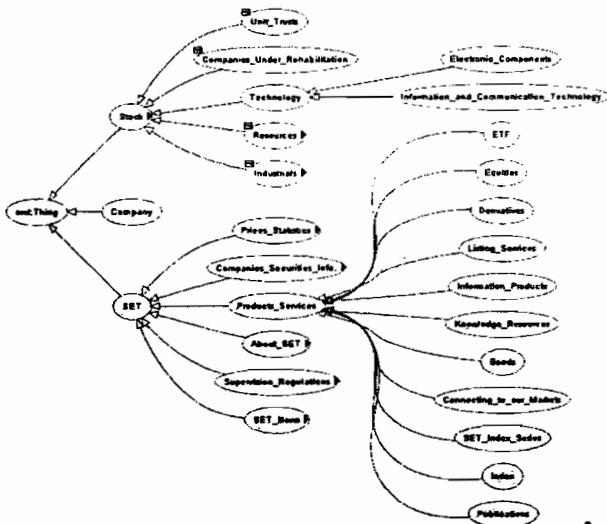 Unit_Trusts
Companies_Under_Rehabilitation
Electronic_Components
Technology
Information_and_Communication_Technology
Stock
Resources
ETF
Industrials
Equities
owl:Thing
Company
Derivatives
Prices_Statistics
Listing_Services
Companies_Securities_Info.
Information_Products
SET
Products_Services
Knowledge_Resources
About_SET
Bonds
Supervision_Regulations
Connecting_to_our_Markets
SET_News
SET_Index_Series
Index
Publications